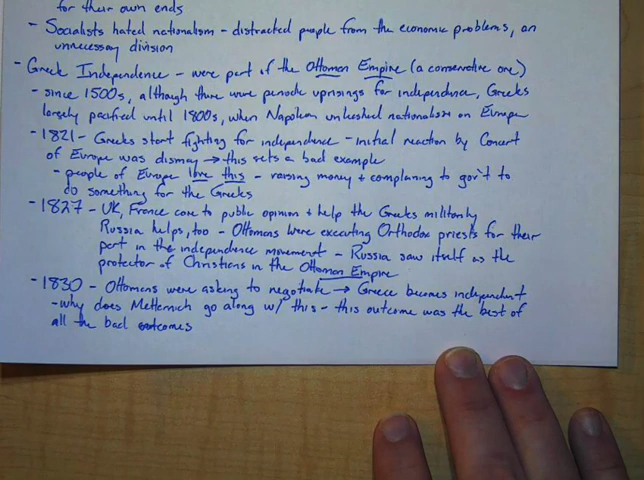 for their own ends
- Socialists hated nationalism - distracted people from the economic problems, an
unnecessary division
- Greek Independence - were part of the Ottoman Empire (a conservative one)
- since 1500s, although there were periodic uprisings for independence, Greeks
largely pacified until 1800s, when Napoleon unleashed nationalism on Europe
- 1821 - Greeks start fighting for independence - initial reaction by Concert
of Europe was dismay → this sets a bad example
- people of Europe love this - raising money + complaining to gov't to
do something for the Greeks
- 1827 - UK, France cave to public opinion + help the Greeks militarily
Russia helps, too - Ottomans were executing Orthodox priests for their
part in the independence movement - Russia saw itself as the
protector of Christians in the Ottoman Empire
- 1830 - Ottomans were asking to negotiate → Greece becomes independent
- why does Metternich go along w/ this - this outcome was the best of
all the bad outcomes